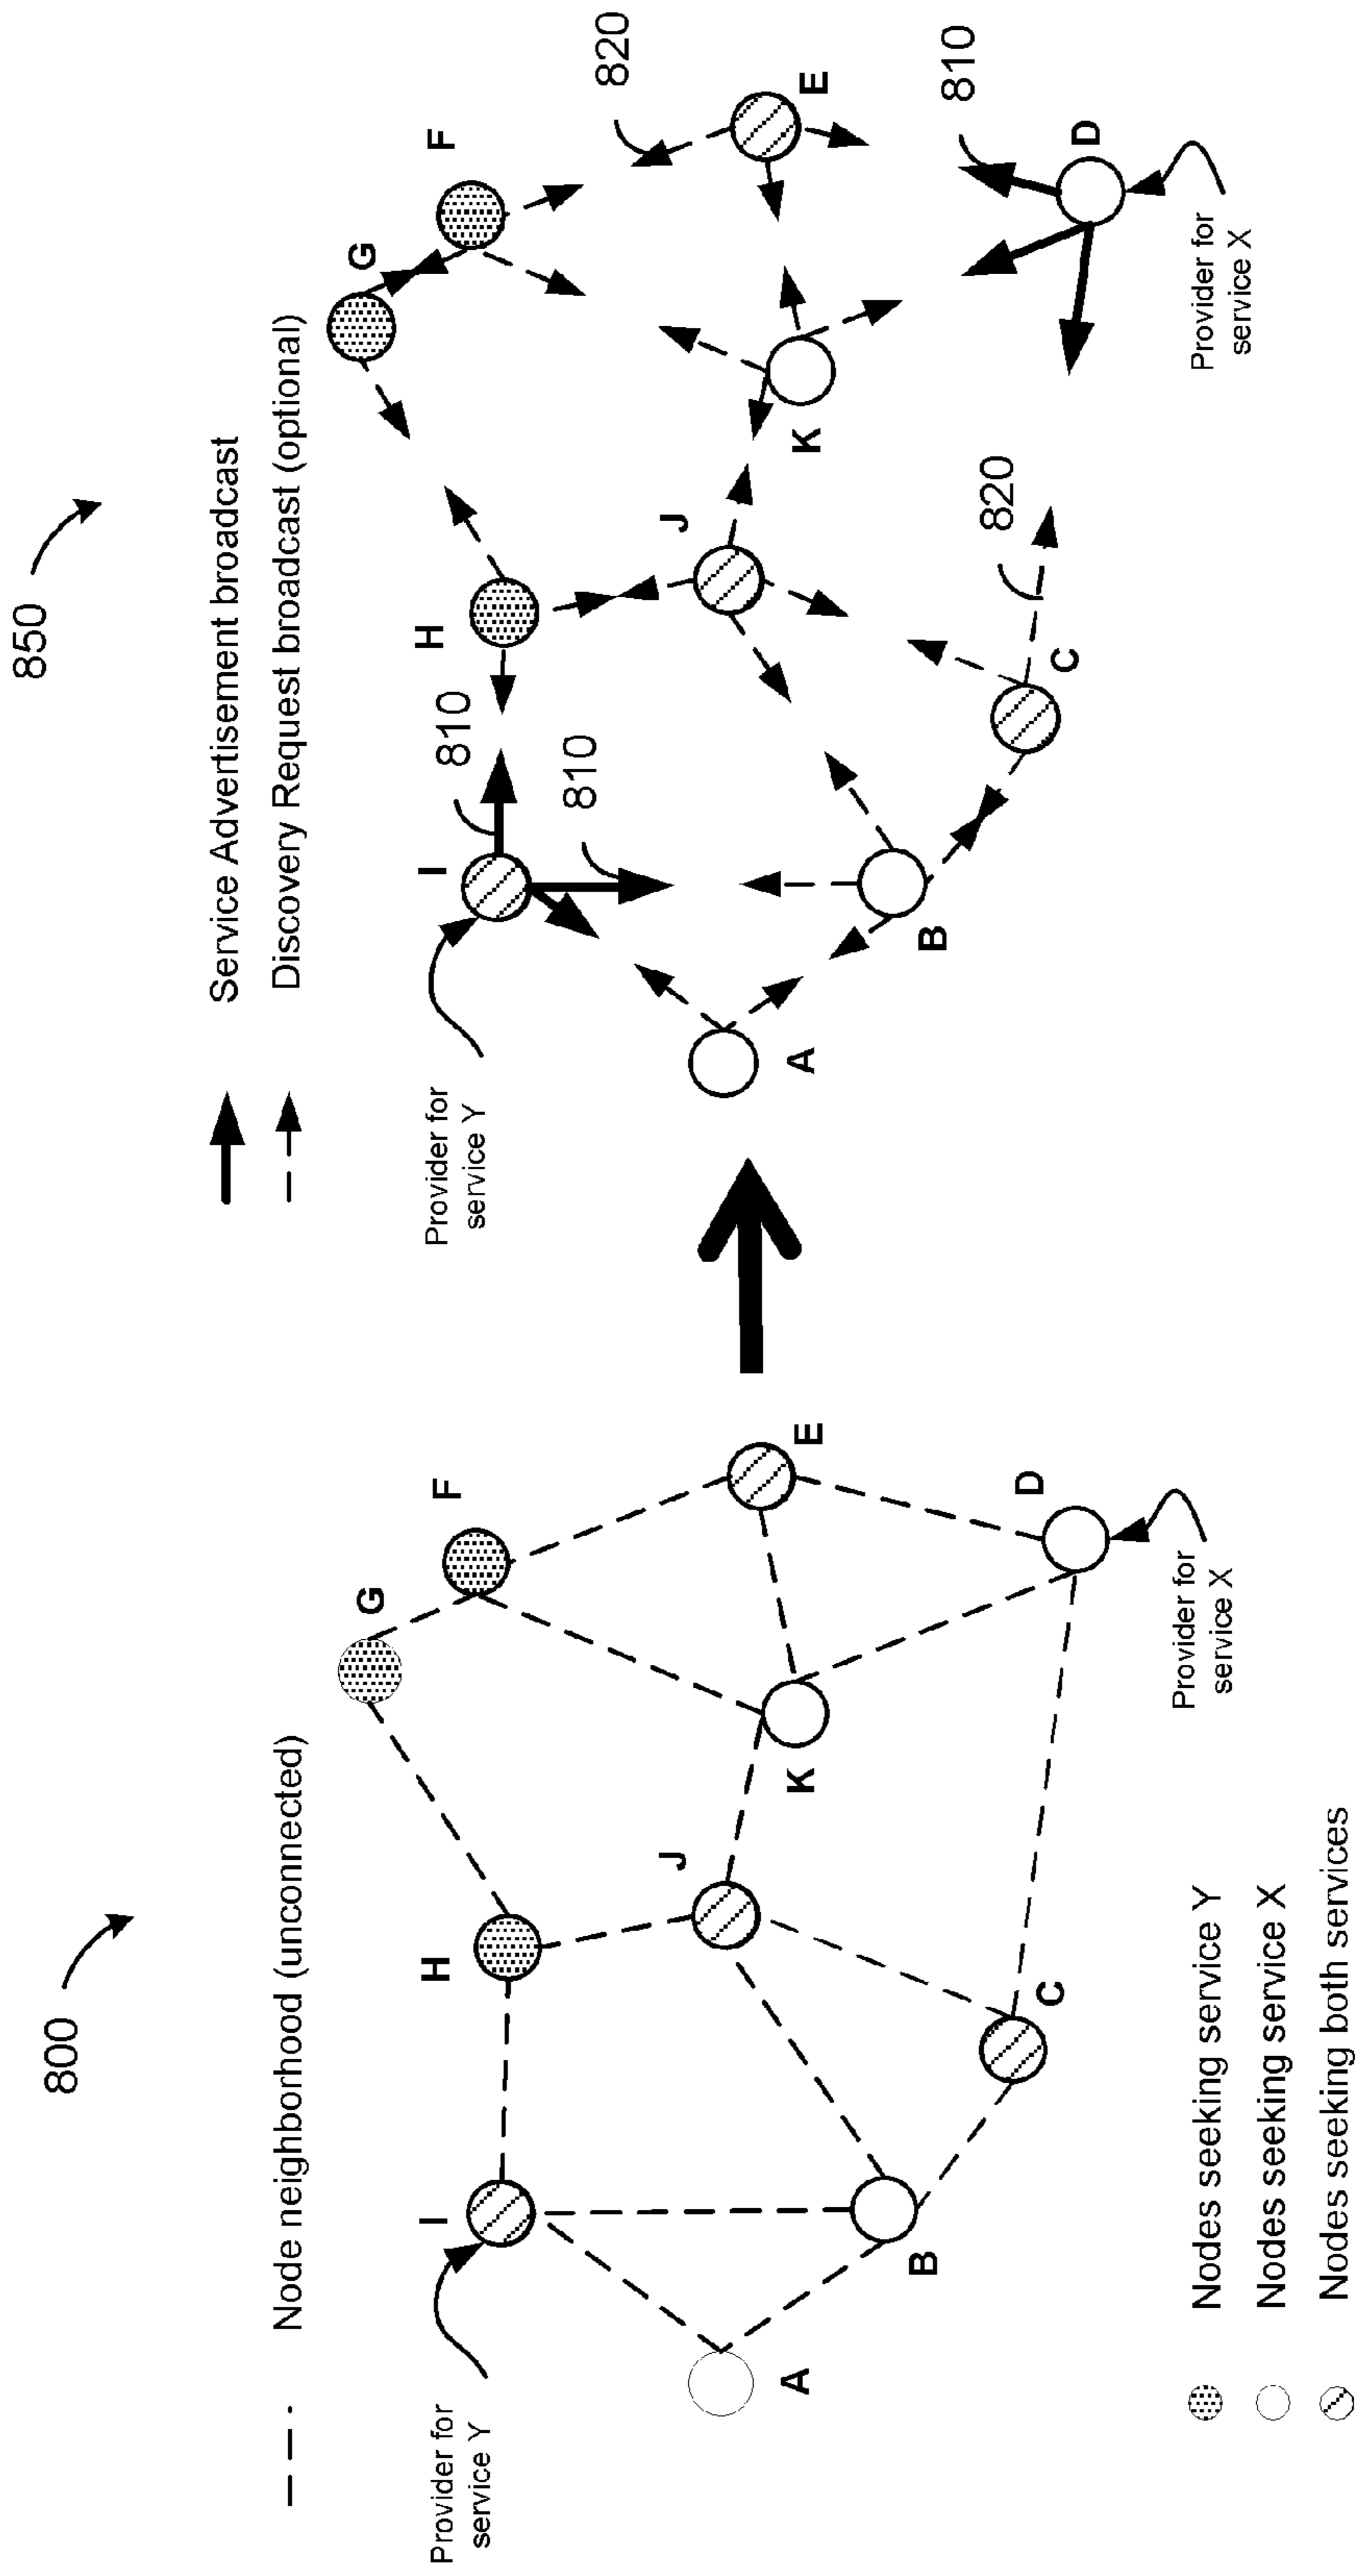 800
Node neighborhood (unconnected)
Provider for
service Y
I
H
G
F
J
A
K
E
B
C
D
Provider for
service X
Nodes seeking service Y
Nodes seeking service X
Nodes seeking both services
850
Service Advertisement broadcast
Discovery Request broadcast (optional)
Provider for
service Y
I
810
810
H
G
F
820
J
A
K
E
B
C
820
810
D
Provider for
service X